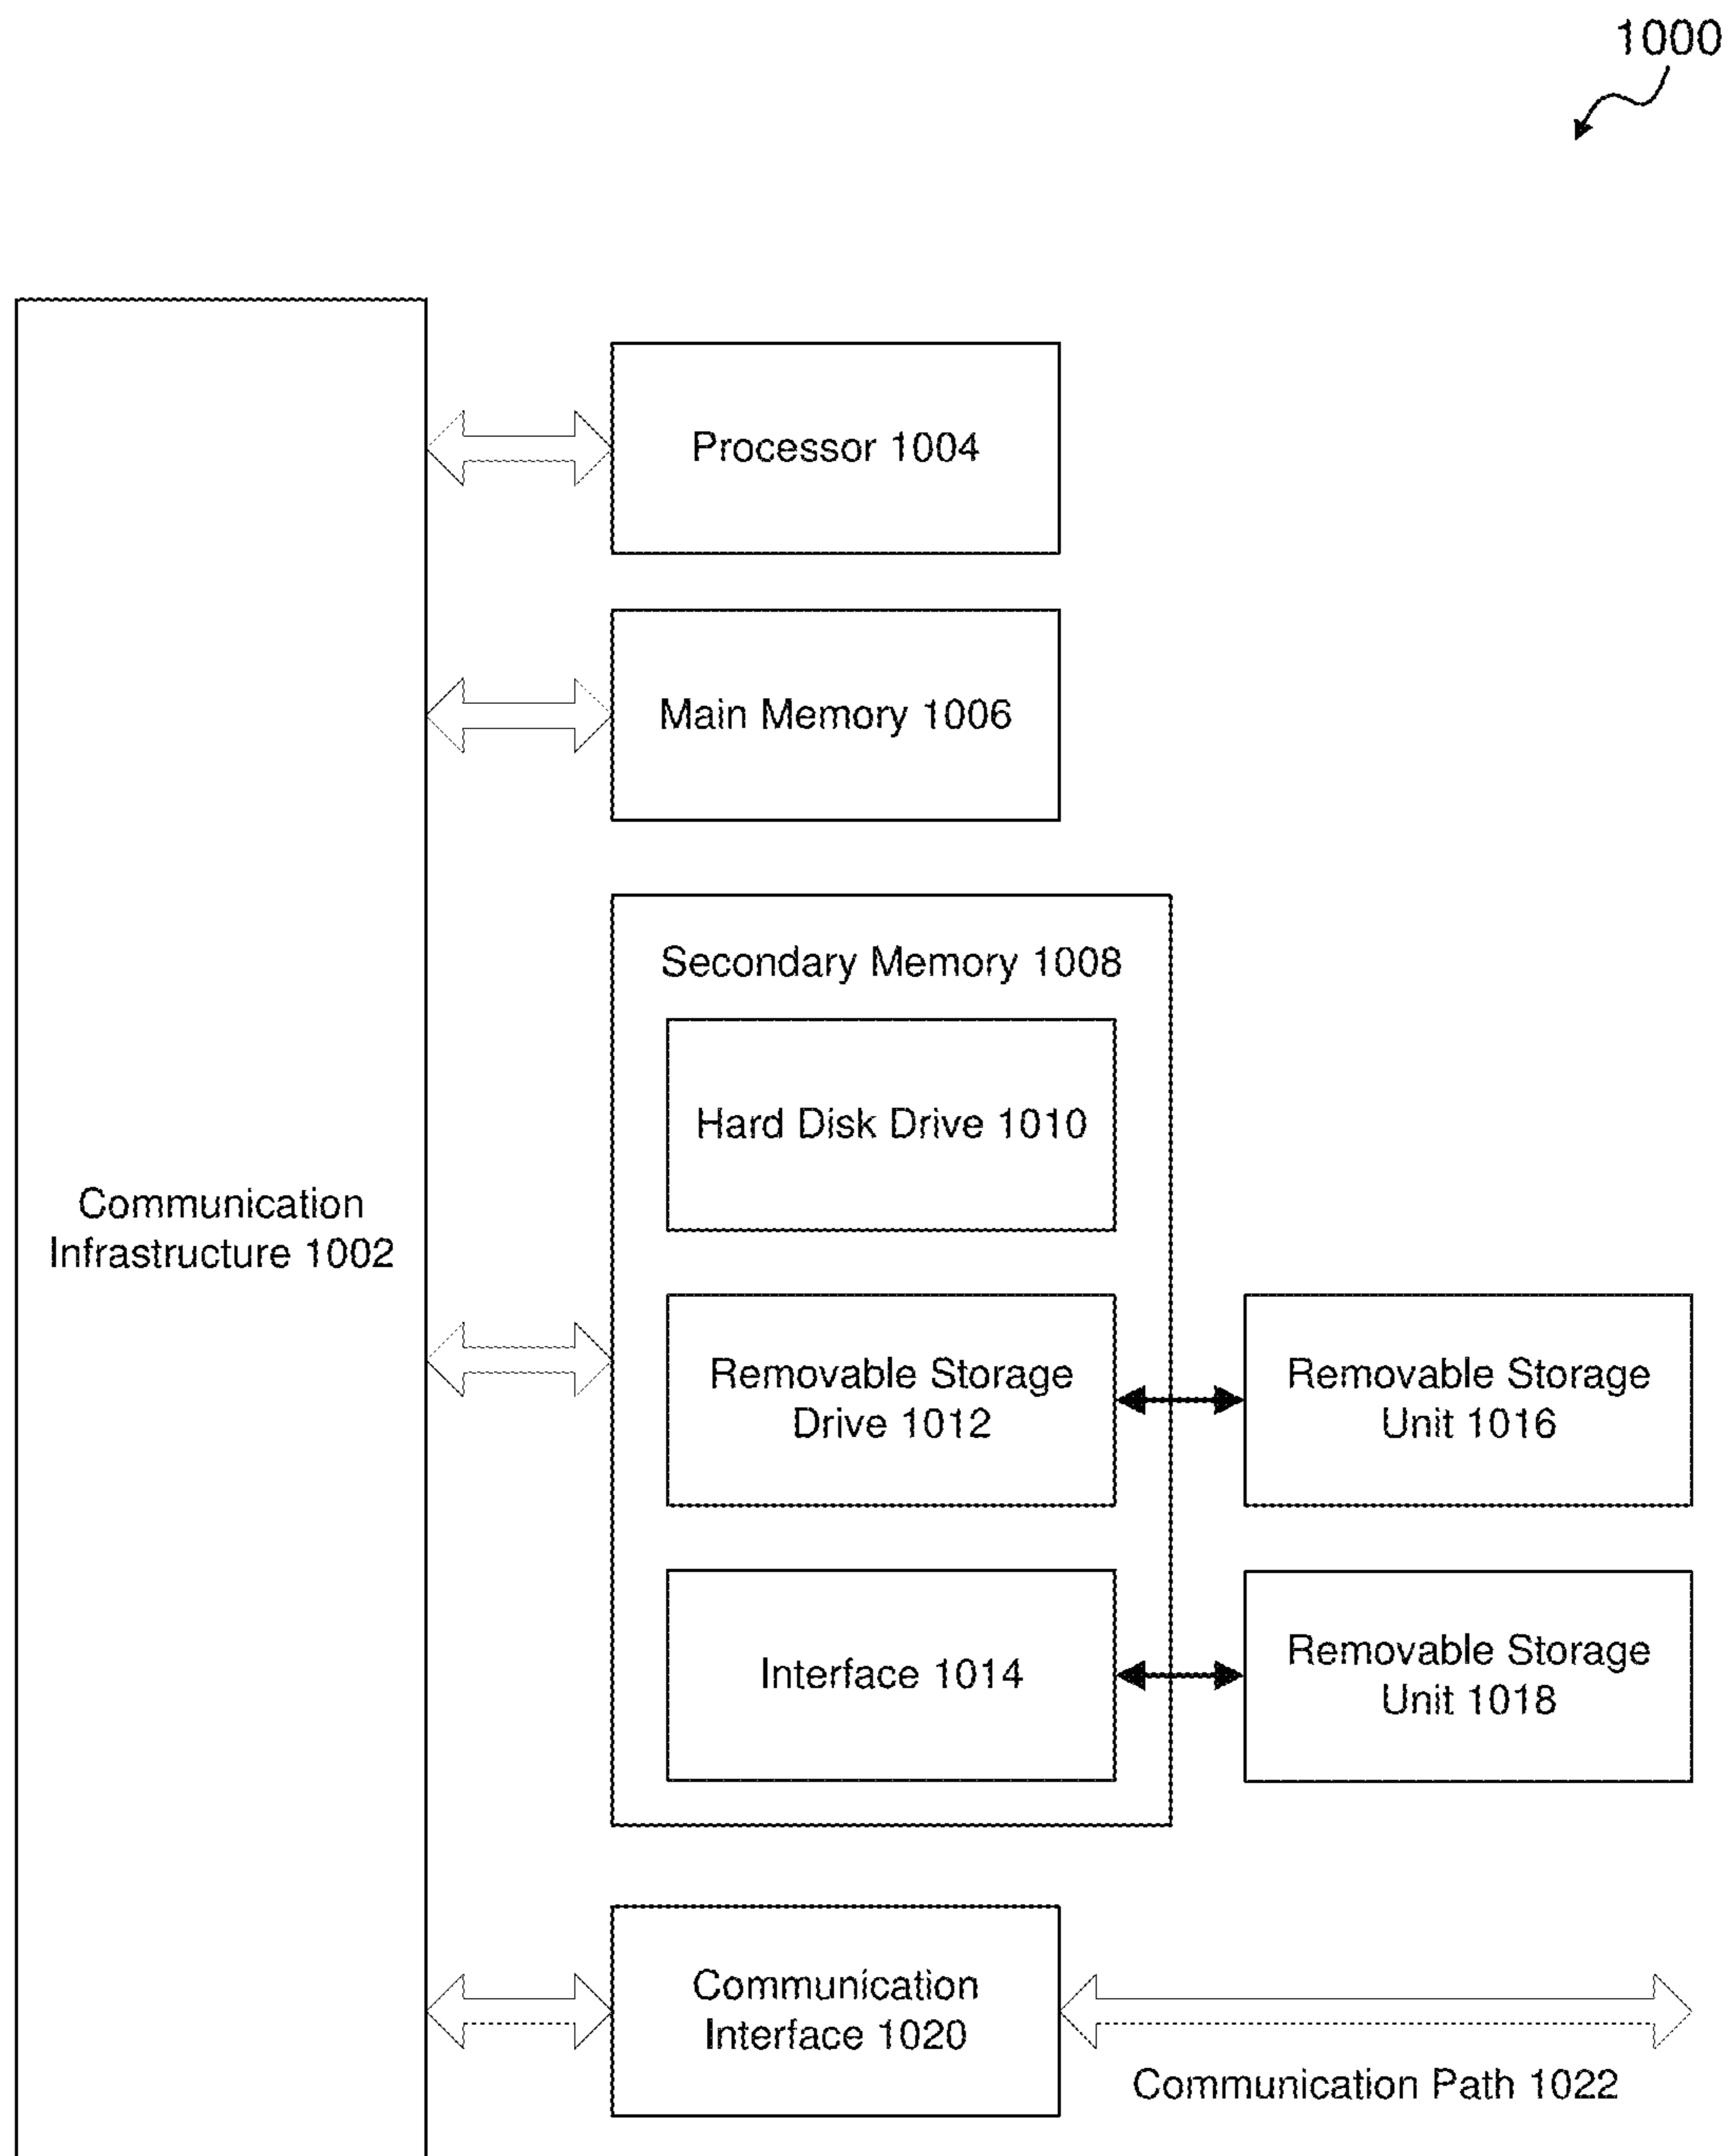 1000
Processor 1004
Main Memory 1006
Secondary Memory 1008
Hard Disk Drive 1010
Communication
Infrastructure 1002
Removable Storage
Drive 1012
Removable Storage
Unit 1016
Interface 1014
Removable Storage
Unit 1018
Communication
Interface 1020
Communication Path 1022